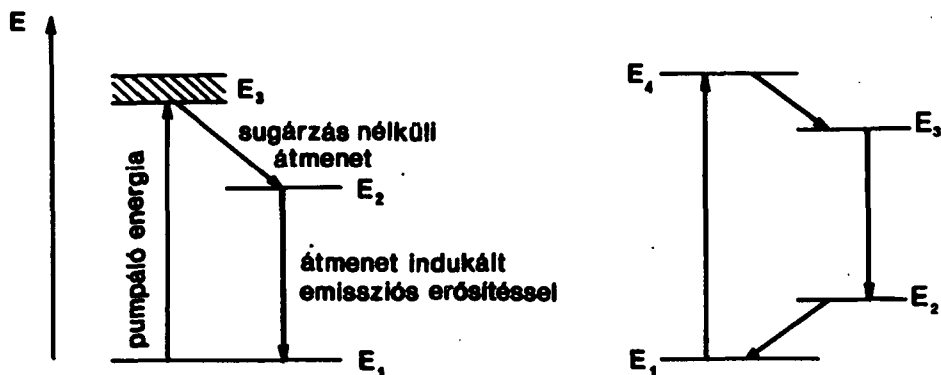 E
E₃
sugárzás nélküli
átmenet
pumpáló energia
E₂
átmenet indukált
emissziós erősítéssel
E₁
E₄
E₃
E₂
E₁